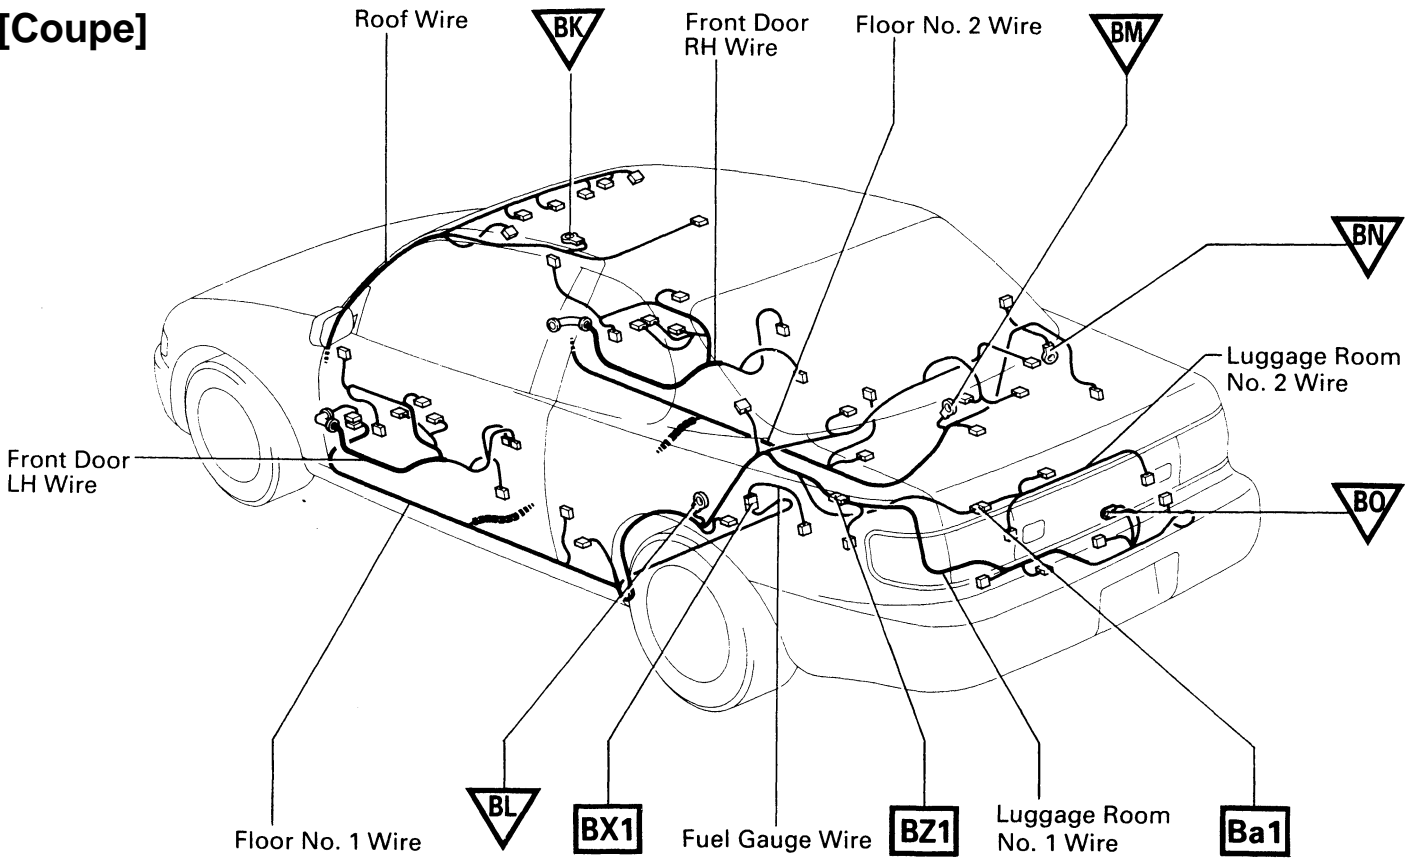 [Coupe]
Roof Wire
BK
Front Door
RH Wire
Floor No. 2 Wire
BM
BN
Luggage Room
No. 2 Wire
Front Door
LH Wire
BO
Floor No. 1 Wire
BL
BX1
Fuel Gauge Wire
BZ1
Luggage Room
No. 1 Wire
Ba1